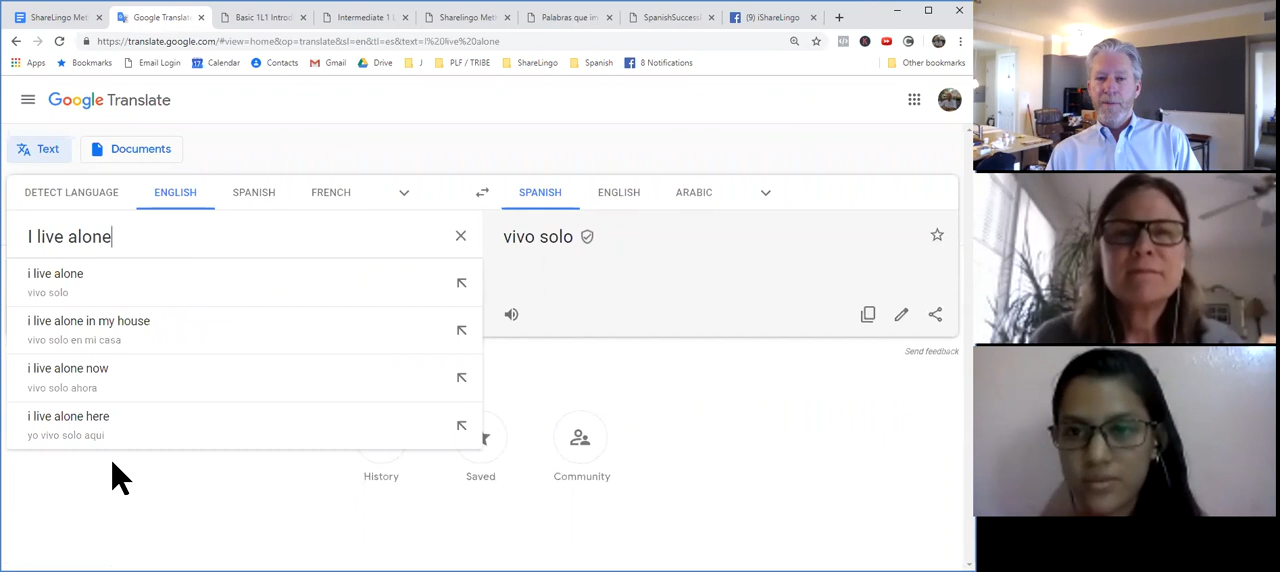 ShareLingo Me
Google Translate
Basic 1L1 Introd
Intermediate 1 L
Sharelingo Met
Palabras que im
SpanishSuccess
(9) iShareLingo
https://translate.google.com/#view=home&op=translate&sl=en&tl=es&text=I%20live%20alone
Apps
Bookmarks
Email Login
Calendar
Contacts
Gmail
Drive
J
PLF / TRIBE
ShareLingo
Spanish
8 Notifications
Other bookmarks
Google Translate
Text
Documents
DETECT LANGUAGE
ENGLISH
SPANISH
FRENCH
SPANISH
ENGLISH
ARABIC
I live alone
vivo solo
i live alone
vivo solo
i live alone in my house
vivo solo en mi casa
i live alone now
vivo solo ahora
i live alone here
yo vivo solo aqui
Send feedback
History
Saved
Community